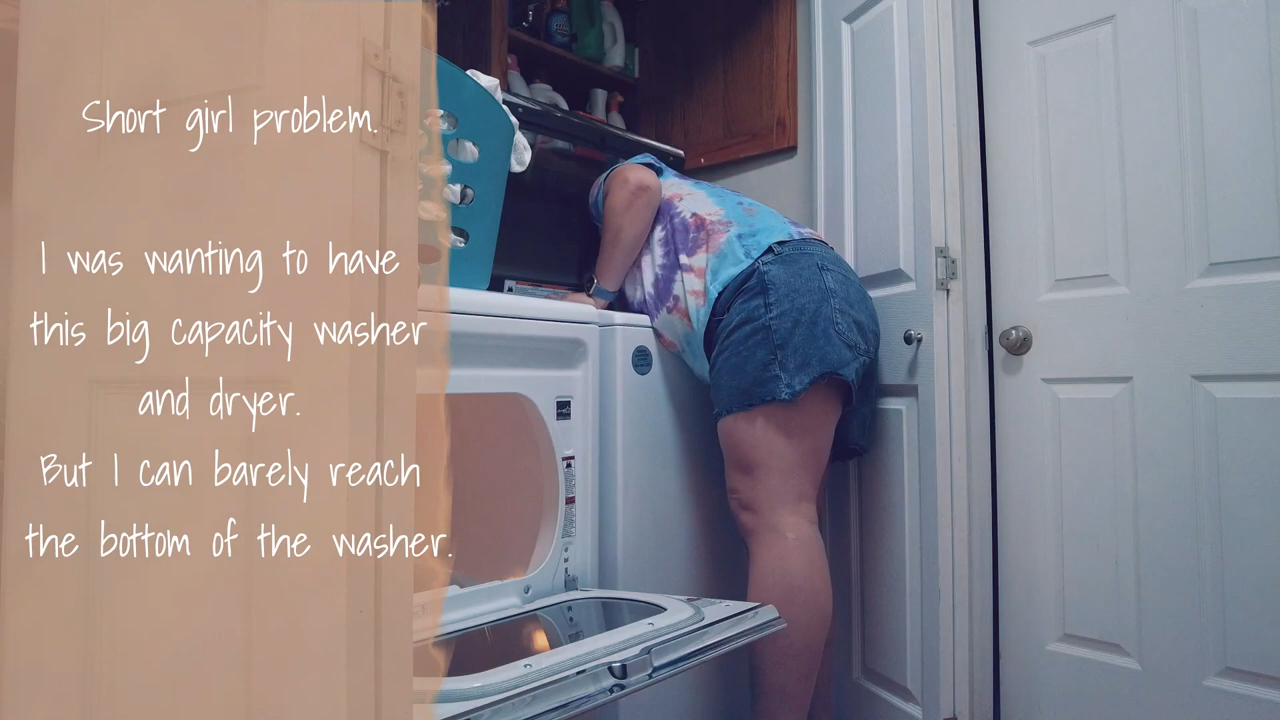 Short girl problem.
I was wanting to have
this big capacity washer
and dryer.
But I can barely reach
the bottom of the washer.